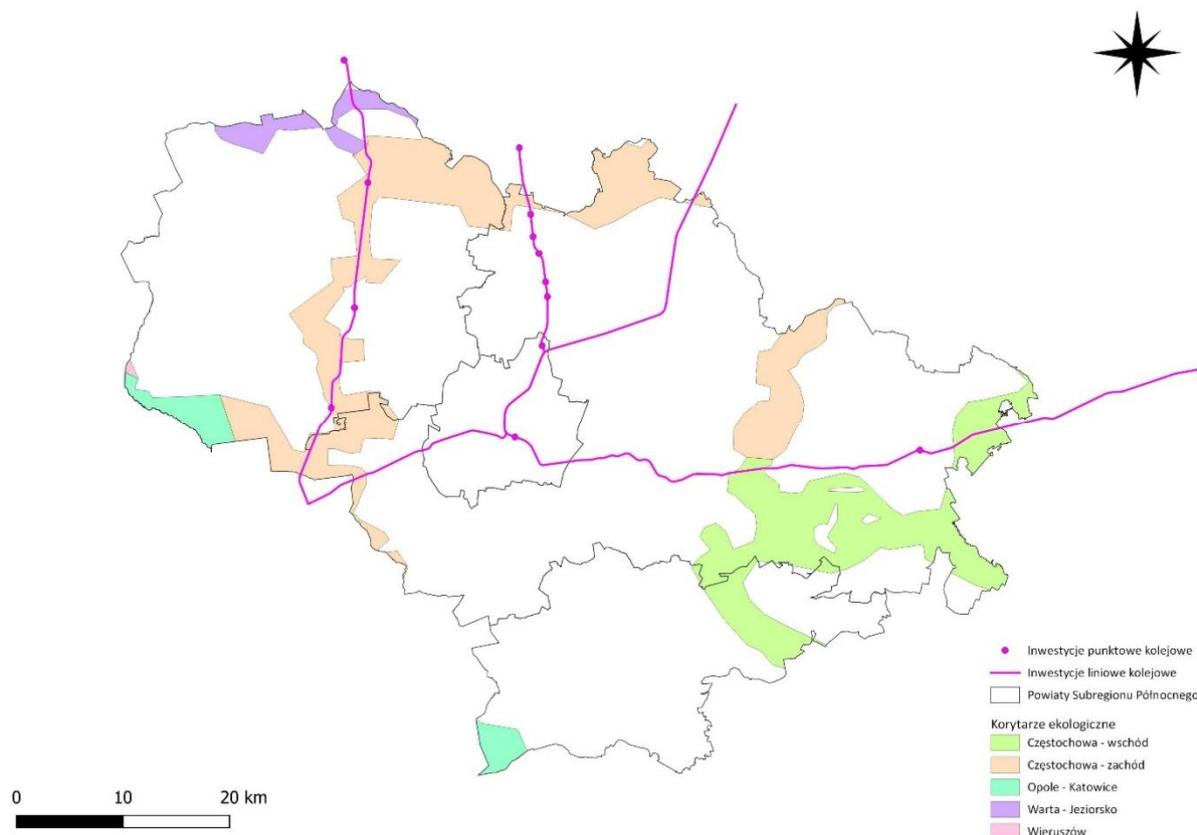 Inwestycje punktowe kolejowe
Inwestycje liniowe kolejowe
Powiaty Subregionu Północnego
Korytarze ekologiczne
Częstochowa - wschód
Częstochowa - zachód
Opole - Katowice
Warta - Jeziorsko
Wieruszów
0 10 20 km